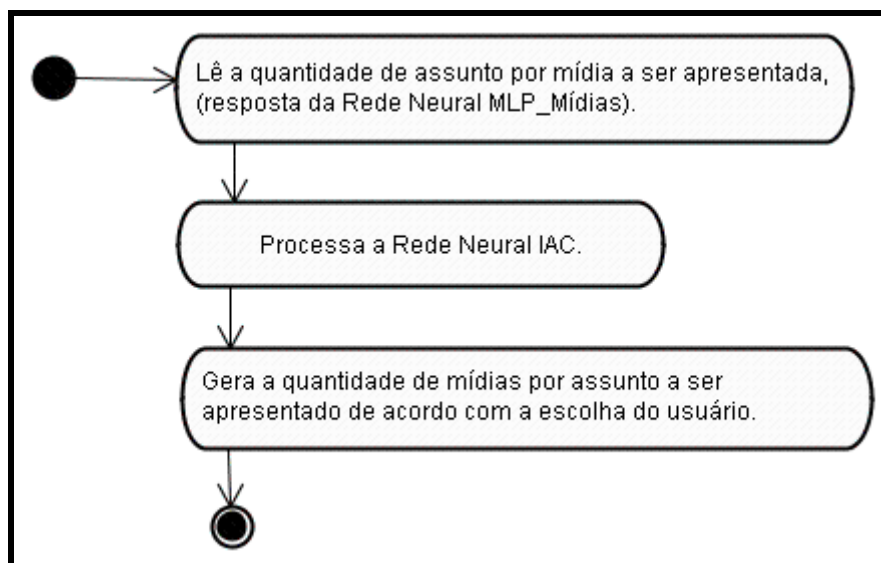 Lê a quantidade de assunto por mídia a ser apresentada,
(resposta da Rede Neural MLP_Mídias).
Processa a Rede Neural IAC.
Gera a quantidade de mídias por assunto a ser
apresentado de acordo com a escolha do usuário.